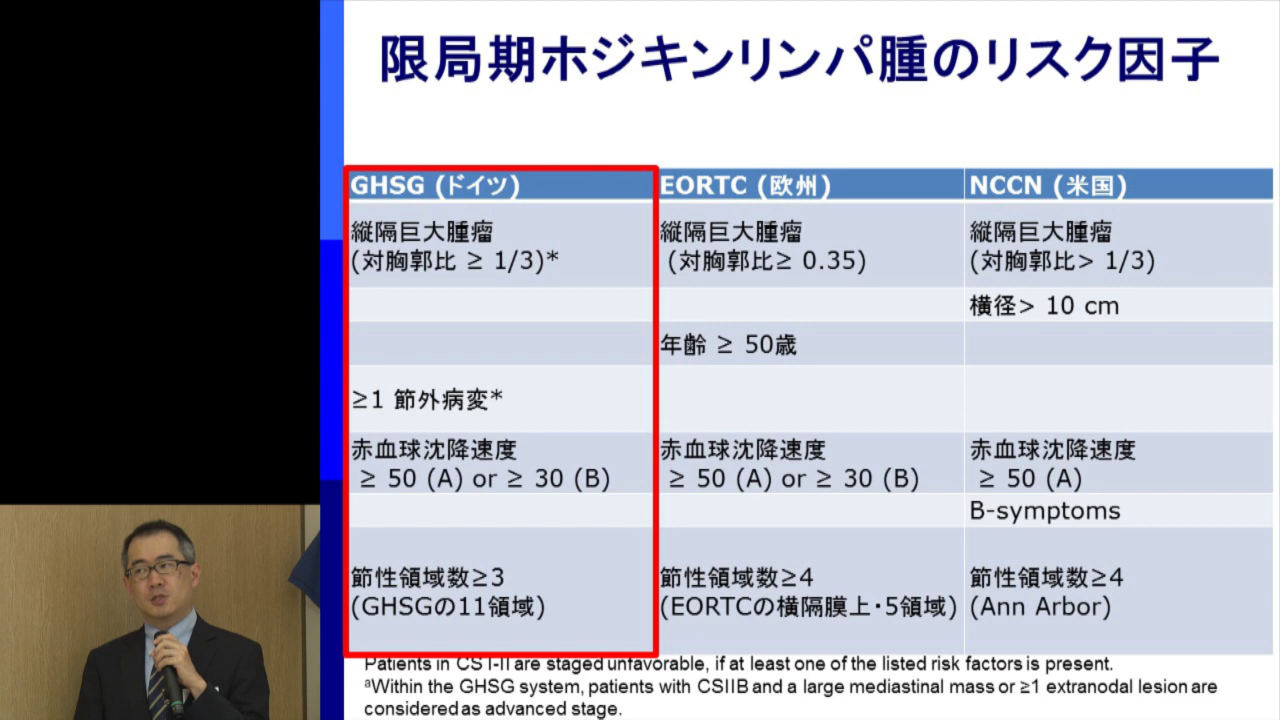 限局期ホジキンリンパ腫のリスク因子
GHSG (ドイツ) EORTC (欧州) NCCN (米国)
縦隔巨大腫瘤 縦隔巨大腫瘤 縦隔巨大腫瘤
(対胸郭比 ≥ 1/3)* (対胸郭比≥ 0.35) (対胸郭比> 1/3)
横径> 10 cm
年齢 ≥ 50歳
≥1 節外病変*
赤血球沈降速度 赤血球沈降速度 赤血球沈降速度
≥ 50 (A) or ≥ 30 (B) ≥ 50 (A) or ≥ 30 (B) ≥ 50 (A)
B-symptoms
節性領域数≥3 節性領域数≥4 節性領域数≥4
(GHSGの11領域) (EORTCの横隔膜上・5領域) (Ann Arbor)
Patients in CS I-II are staged unfavorable, if at least one of the listed risk factors is present.
ªWithin the GHSG system, patients with CSIIB and a large mediastinal mass or ≥1 extranodal lesion are
considered as advanced stage.